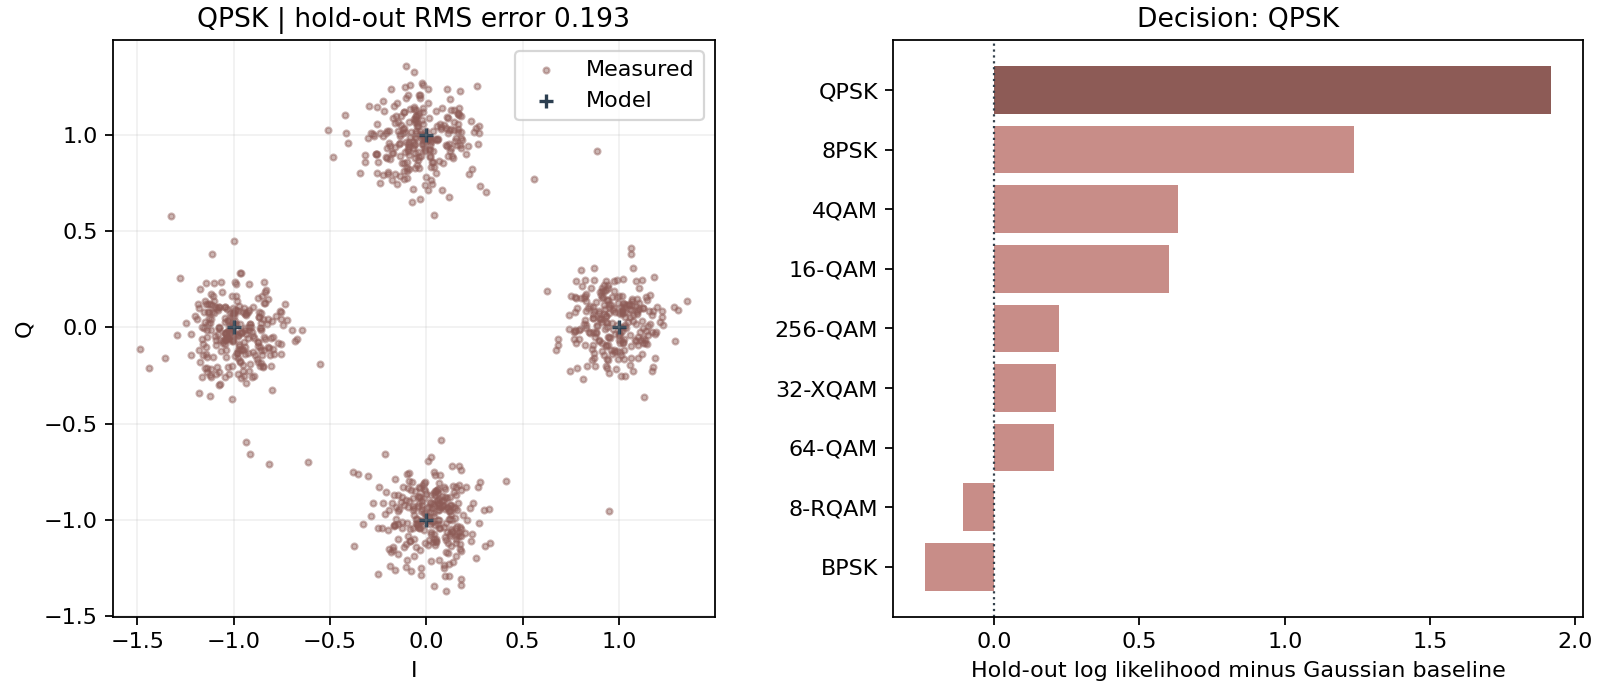 QPSK | hold-out RMS error 0.193
Measured
Model
1.0
0.5
0.0
−0.5
−1.0
−1.5
Q
−1.5
−1.0
−0.5
0.0
0.5
1.0
I
Decision: QPSK
QPSK
8PSK
4QAM
16-QAM
256-QAM
32-XQAM
64-QAM
8-RQAM
BPSK
0.0
0.5
1.0
1.5
2.0
Hold-out log likelihood minus Gaussian baseline